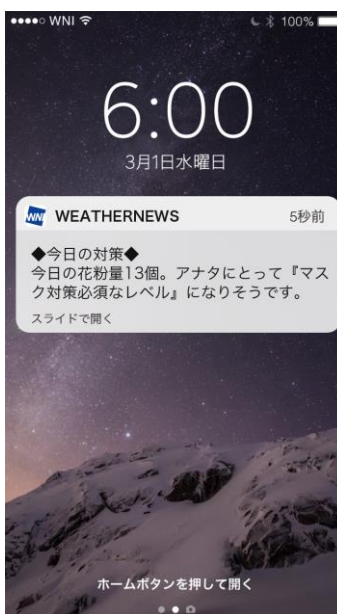 WNI 100%
6:00
3月1日水曜日
WNI WEATHERNEWS 5秒前
◆今日の対策◆
今日の花粉量13個。アナタにとって『マス
ク対策必須なレベル』になりそうです。
スライドで開く
ホームボタンを押して開く